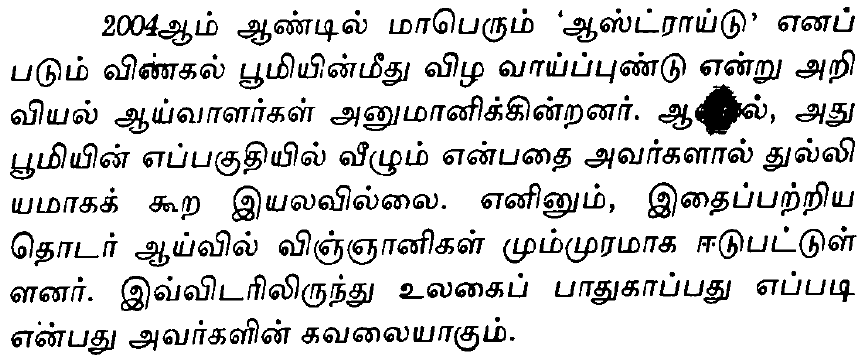 2004ஆம் ஆண்டில் மாபெரும் ‘ஆஸ்ட்ராய்டு’ எனப்
படும் விண்கல் பூமியின்மீது விழ வாய்ப்புண்டு என்று அறி
வியல் ஆய்வாளர்கள் அனுமானிக்கின்றனர். அது
பூமியின் எப்பகுதியில் வீழும் என்பதை அவர்களால் துல்லி
யமாகக் கூற இயலவில்லை. எனினும், இதைப்பற்றிய
தொடர் ஆய்வில் விஞ்ஞானிகள் மும்முரமாக ஈடுபட்டுள்
ளனர். இவ்விடரிலிருந்து உலகைப் பாதுகாப்பது எப்படி
என்பது அவர்களின் கவலையாகும்.